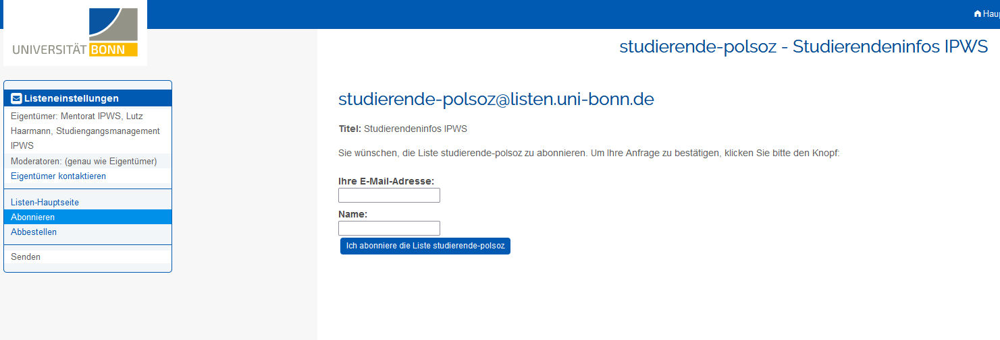 Haup
UNIVERSITÄT BONN
studierende-polsoz - Studierendeninfos IPWS
Listeneinstellungen
Eigentümer: Mentorat IPWS, Lutz
Haarmann, Studiengangsmanagement
IPWS
Moderatoren: (genau wie Eigentümer)
Eigentümer kontaktieren
Listen-Hauptseite
Abonnieren
Abbestellen
Senden
studierende-polsoz@listen.uni-bonn.de
Titel: Studierendeninfos IPWS
Sie wünschen, die Liste studierende-polsoz zu abonnieren. Um Ihre Anfrage zu bestätigen, klicken Sie bitte den Knopf:
Ihre E-Mail-Adresse:
Name:
Ich abonniere die Liste studierende-polsoz